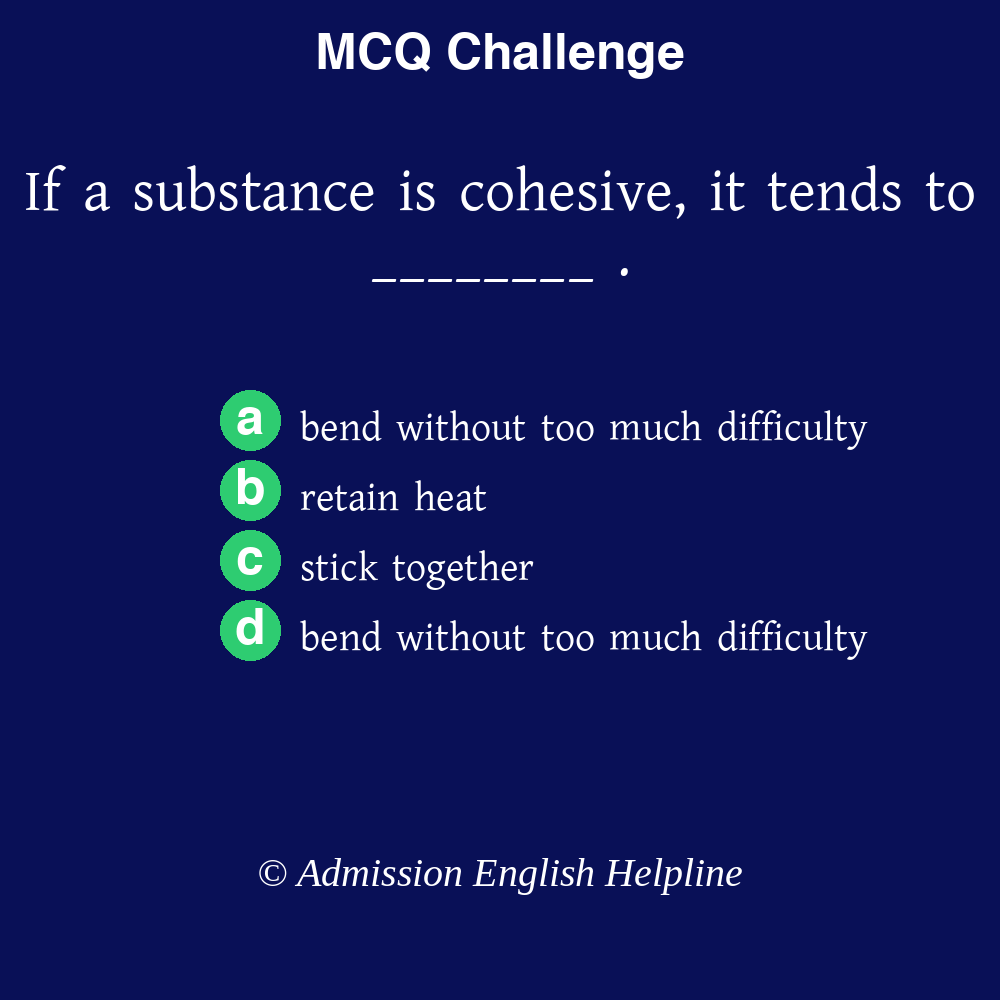 MCQ Challenge
If a substance is cohesive, it tends to
________ .
a bend without too much difficulty
b retain heat
c stick together
d bend without too much difficulty
© Admission English Helpline